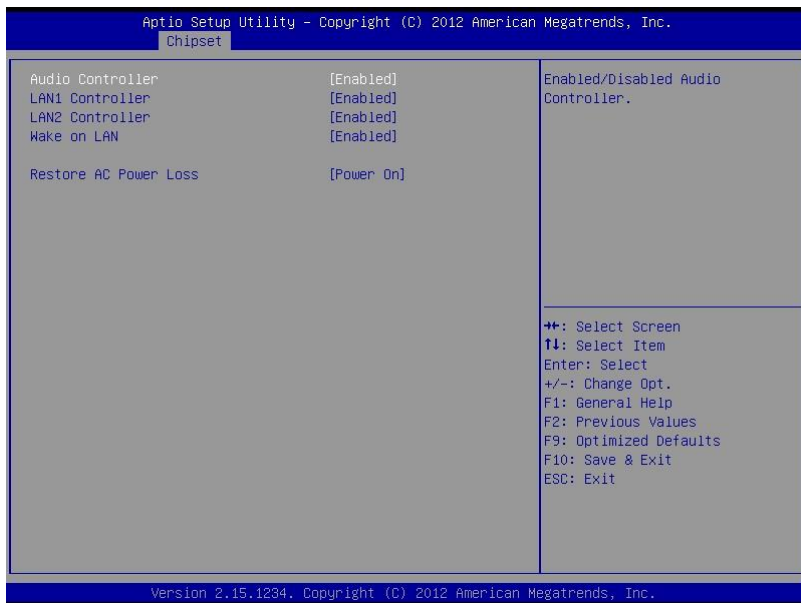 Aptio Setup Utility – Copyright (C) 2012 American Megatrends, Inc.
Chipset
Audio Controller [Enabled]
LAN1 Controller [Enabled]
LAN2 Controller [Enabled]
Wake on LAN [Enabled]
Restore AC Power Loss [Power On]
Enabled/Disabled Audio
Controller.
→←: Select Screen
↑↓: Select Item
Enter: Select
+/-: Change Opt.
F1: General Help
F2: Previous Values
F9: Optimized Defaults
F10: Save & Exit
ESC: Exit
Version 2.15.1234. Copyright (C) 2012 American Megatrends, Inc.